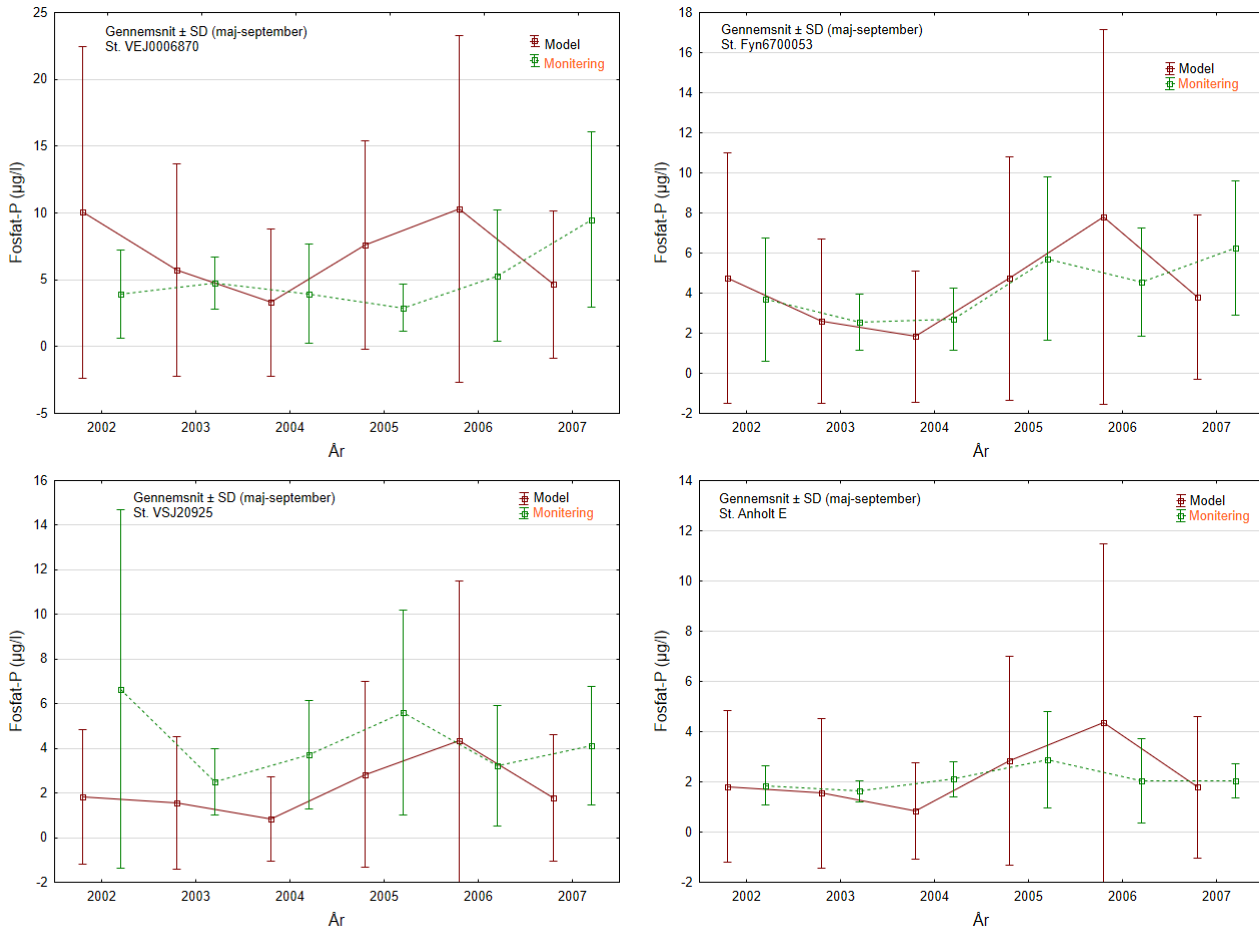 Gennemsnit ± SD (maj-september)
St. VEJ0006870
Model
Monitering
Fosfat-P (µg/l)
25
20
15
10
5
0
-5
2002
2003
2004
2005
2006
2007
År
Gennemsnit ± SD (maj-september)
St. Fyn6700053
Model
Monitering
Fosfat-P (µg/l)
18
16
14
12
10
8
6
4
2
0
-2
2002
2003
2004
2005
2006
2007
År
Gennemsnit ± SD (maj-september)
St. VSJ20925
Model
Monitering
Fosfat-P (µg/l)
16
14
12
10
8
6
4
2
0
-2
2002
2003
2004
2005
2006
2007
År
Gennemsnit ± SD (maj-september)
St. Anholt E
Model
Monitering
Fosfat-P (µg/l)
14
12
10
8
6
4
2
0
-2
2002
2003
2004
2005
2006
2007
År